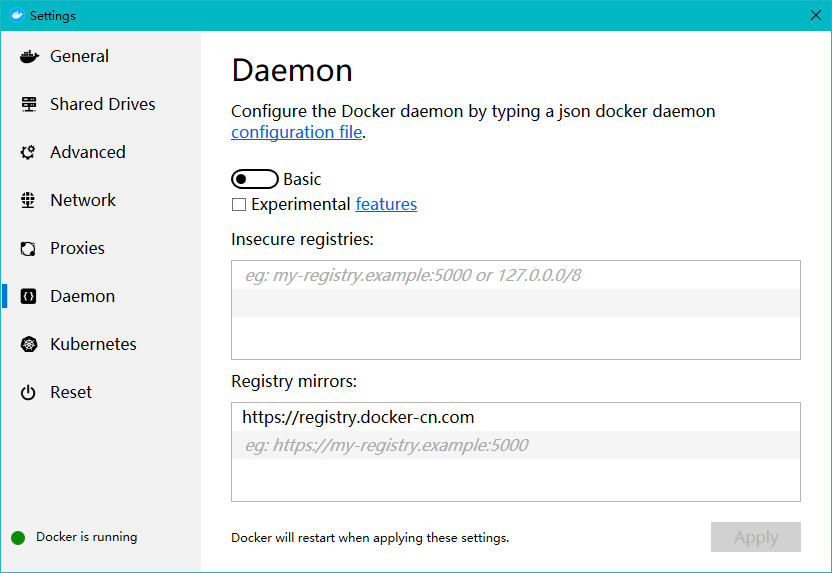 Settings
General
Shared Drives
Advanced
Network
Proxies
Daemon
Kubernetes
Reset
Docker is running
Daemon
Configure the Docker daemon by typing a json docker daemon
configuration file.
Basic
Experimental features
Insecure registries:
eg: my-registry.example:5000 or 127.0.0.0/8
Registry mirrors:
https://registry.docker-cn.com
eg: https://my-registry.example:5000
Docker will restart when applying these settings.
Apply